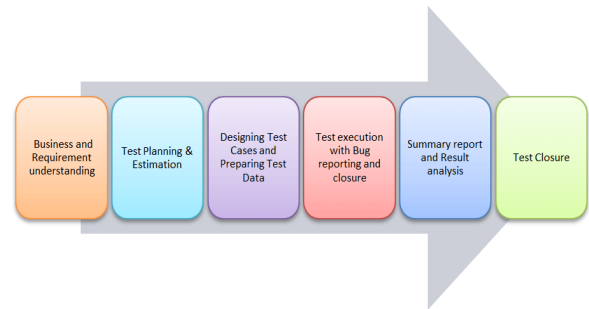 Business and
Requirement
understanding
Test Planning &
Estimation
Designing Test
Cases and
Preparing Test
Data
Test execution
with Bug
reporting and
closure
Summary report
and Result
analysis
Test Closure